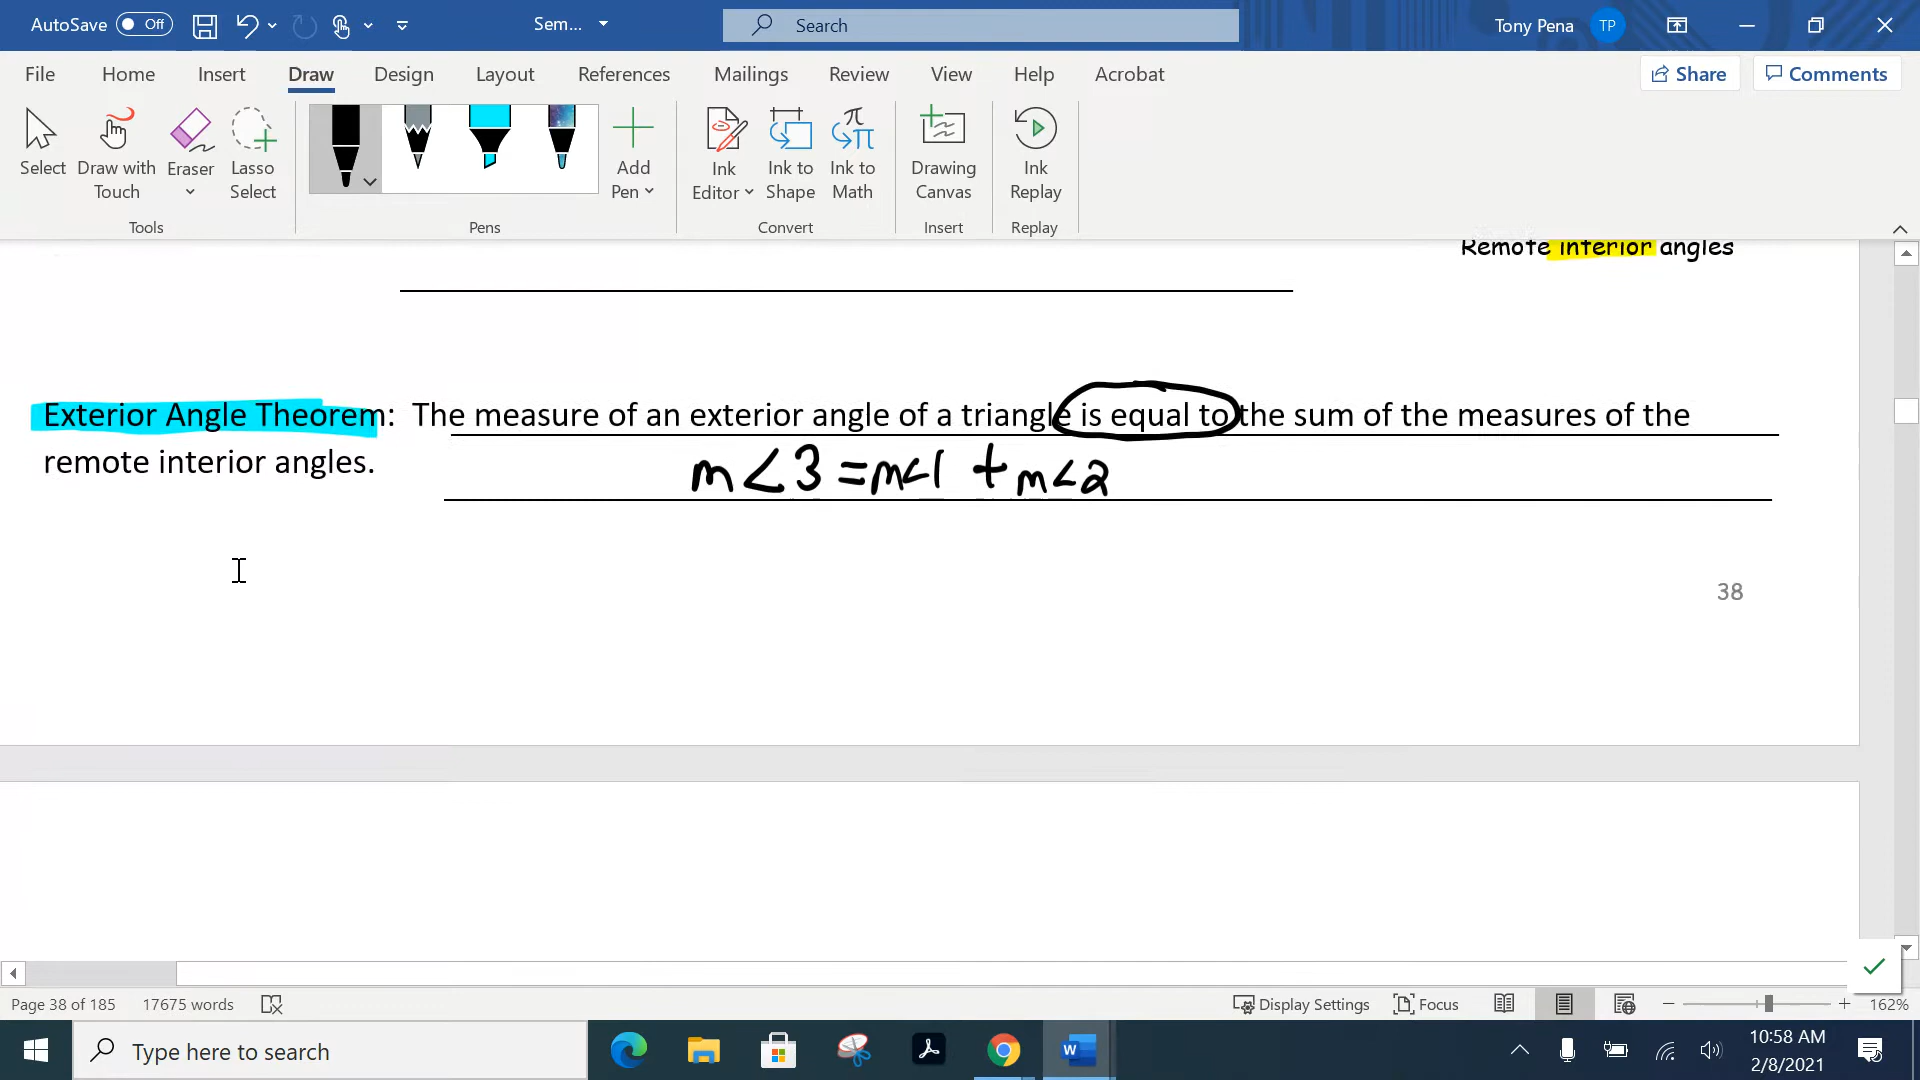 AutoSave Off Sem... Search Tony Pena TP
File Home Insert Draw Design Layout References Mailings Review View Help Acrobat Share Comments
Select Draw with Touch Eraser Lasso Select Add Pen Ink Editor Ink to Shape Ink to Math Drawing Canvas Ink Replay
Tools Pens Convert Insert Replay
Remote interior angles
Exterior Angle Theorem: The measure of an exterior angle of a triangle is equal to the sum of the measures of the
remote interior angles.
m∠3 = m∠1 + m∠2
38
Page 38 of 185 17675 words Display Settings Focus 162%
Type here to search
10:58 AM
2/8/2021